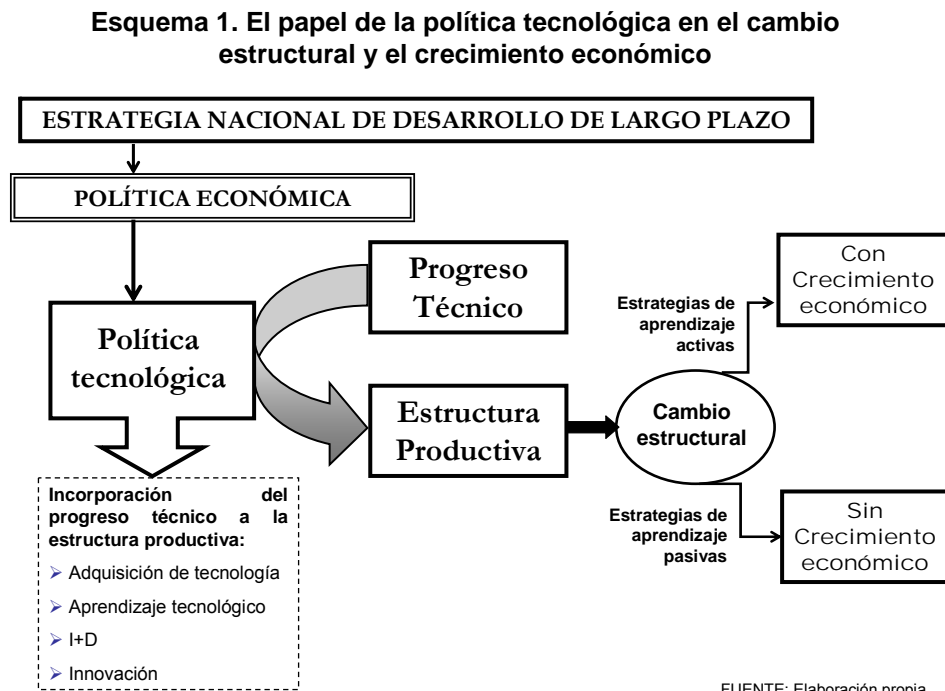 Esquema 1. El papel de la política tecnológica en el cambio
estructural y el crecimiento económico
ESTRATEGIA NACIONAL DE DESARROLLO DE LARGO PLAZO
POLÍTICA ECONÓMICA
Política
tecnológica
Progreso
Técnico
Estructura
Productiva
Estrategias de
aprendizaje
activas
Con
Crecimiento
económico
Cambio
estructural
Estrategias de
aprendizaje
pasivas
Sin
Crecimiento
económico
Incorporación del
progreso técnico a la
estructura productiva:
Adquisición de tecnología
Aprendizaje tecnológico
I+D
Innovación
FUENTE: Elaboración propia